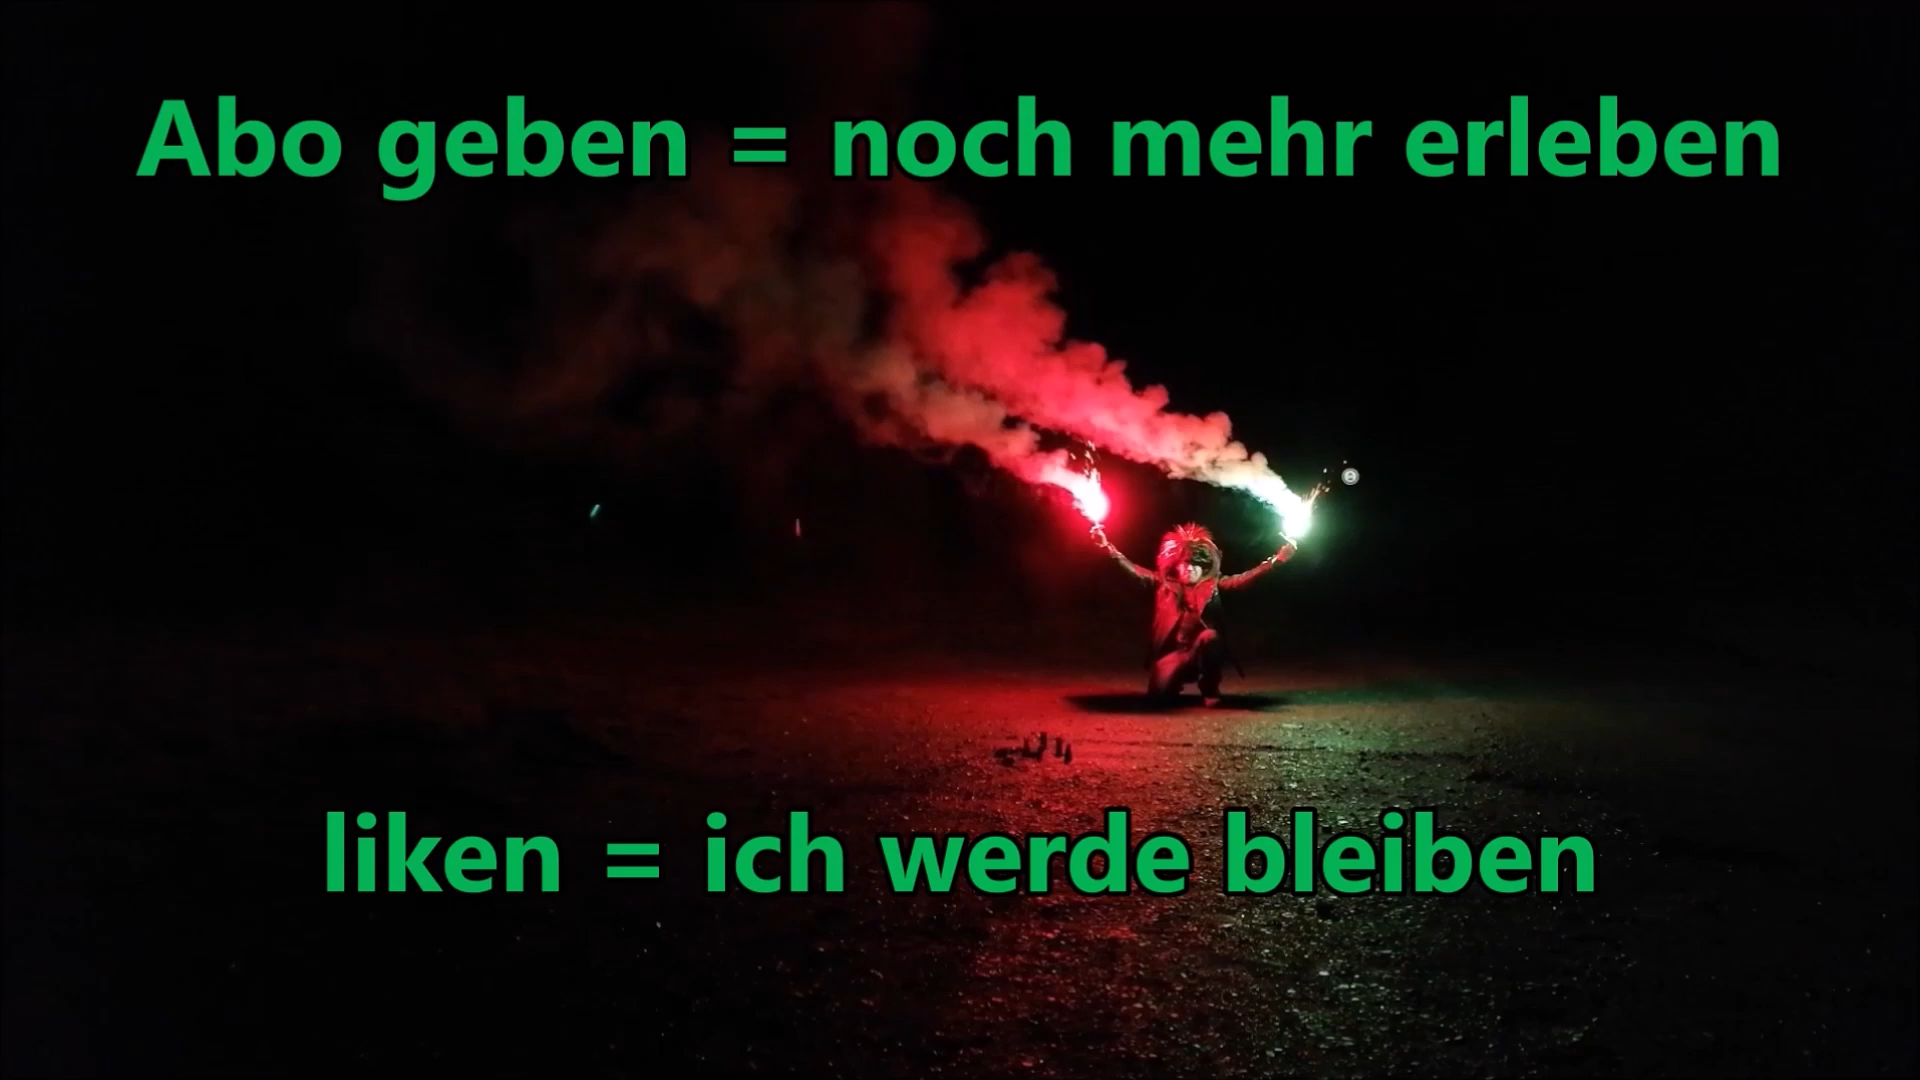 Abo geben = noch mehr erleben
liken = ich werde bleiben